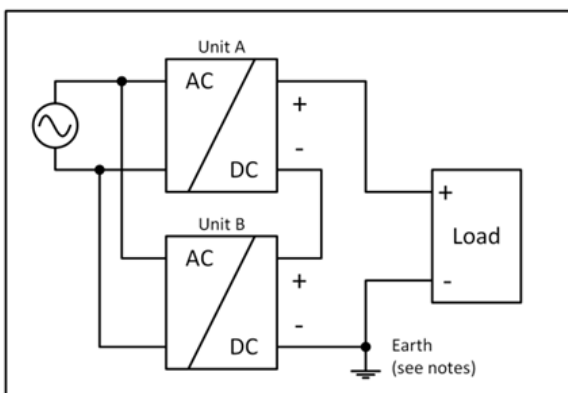 Unit A
AC
+
-
DC
Unit B
AC
+
-
DC
+
Load
-
Earth
(see notes)